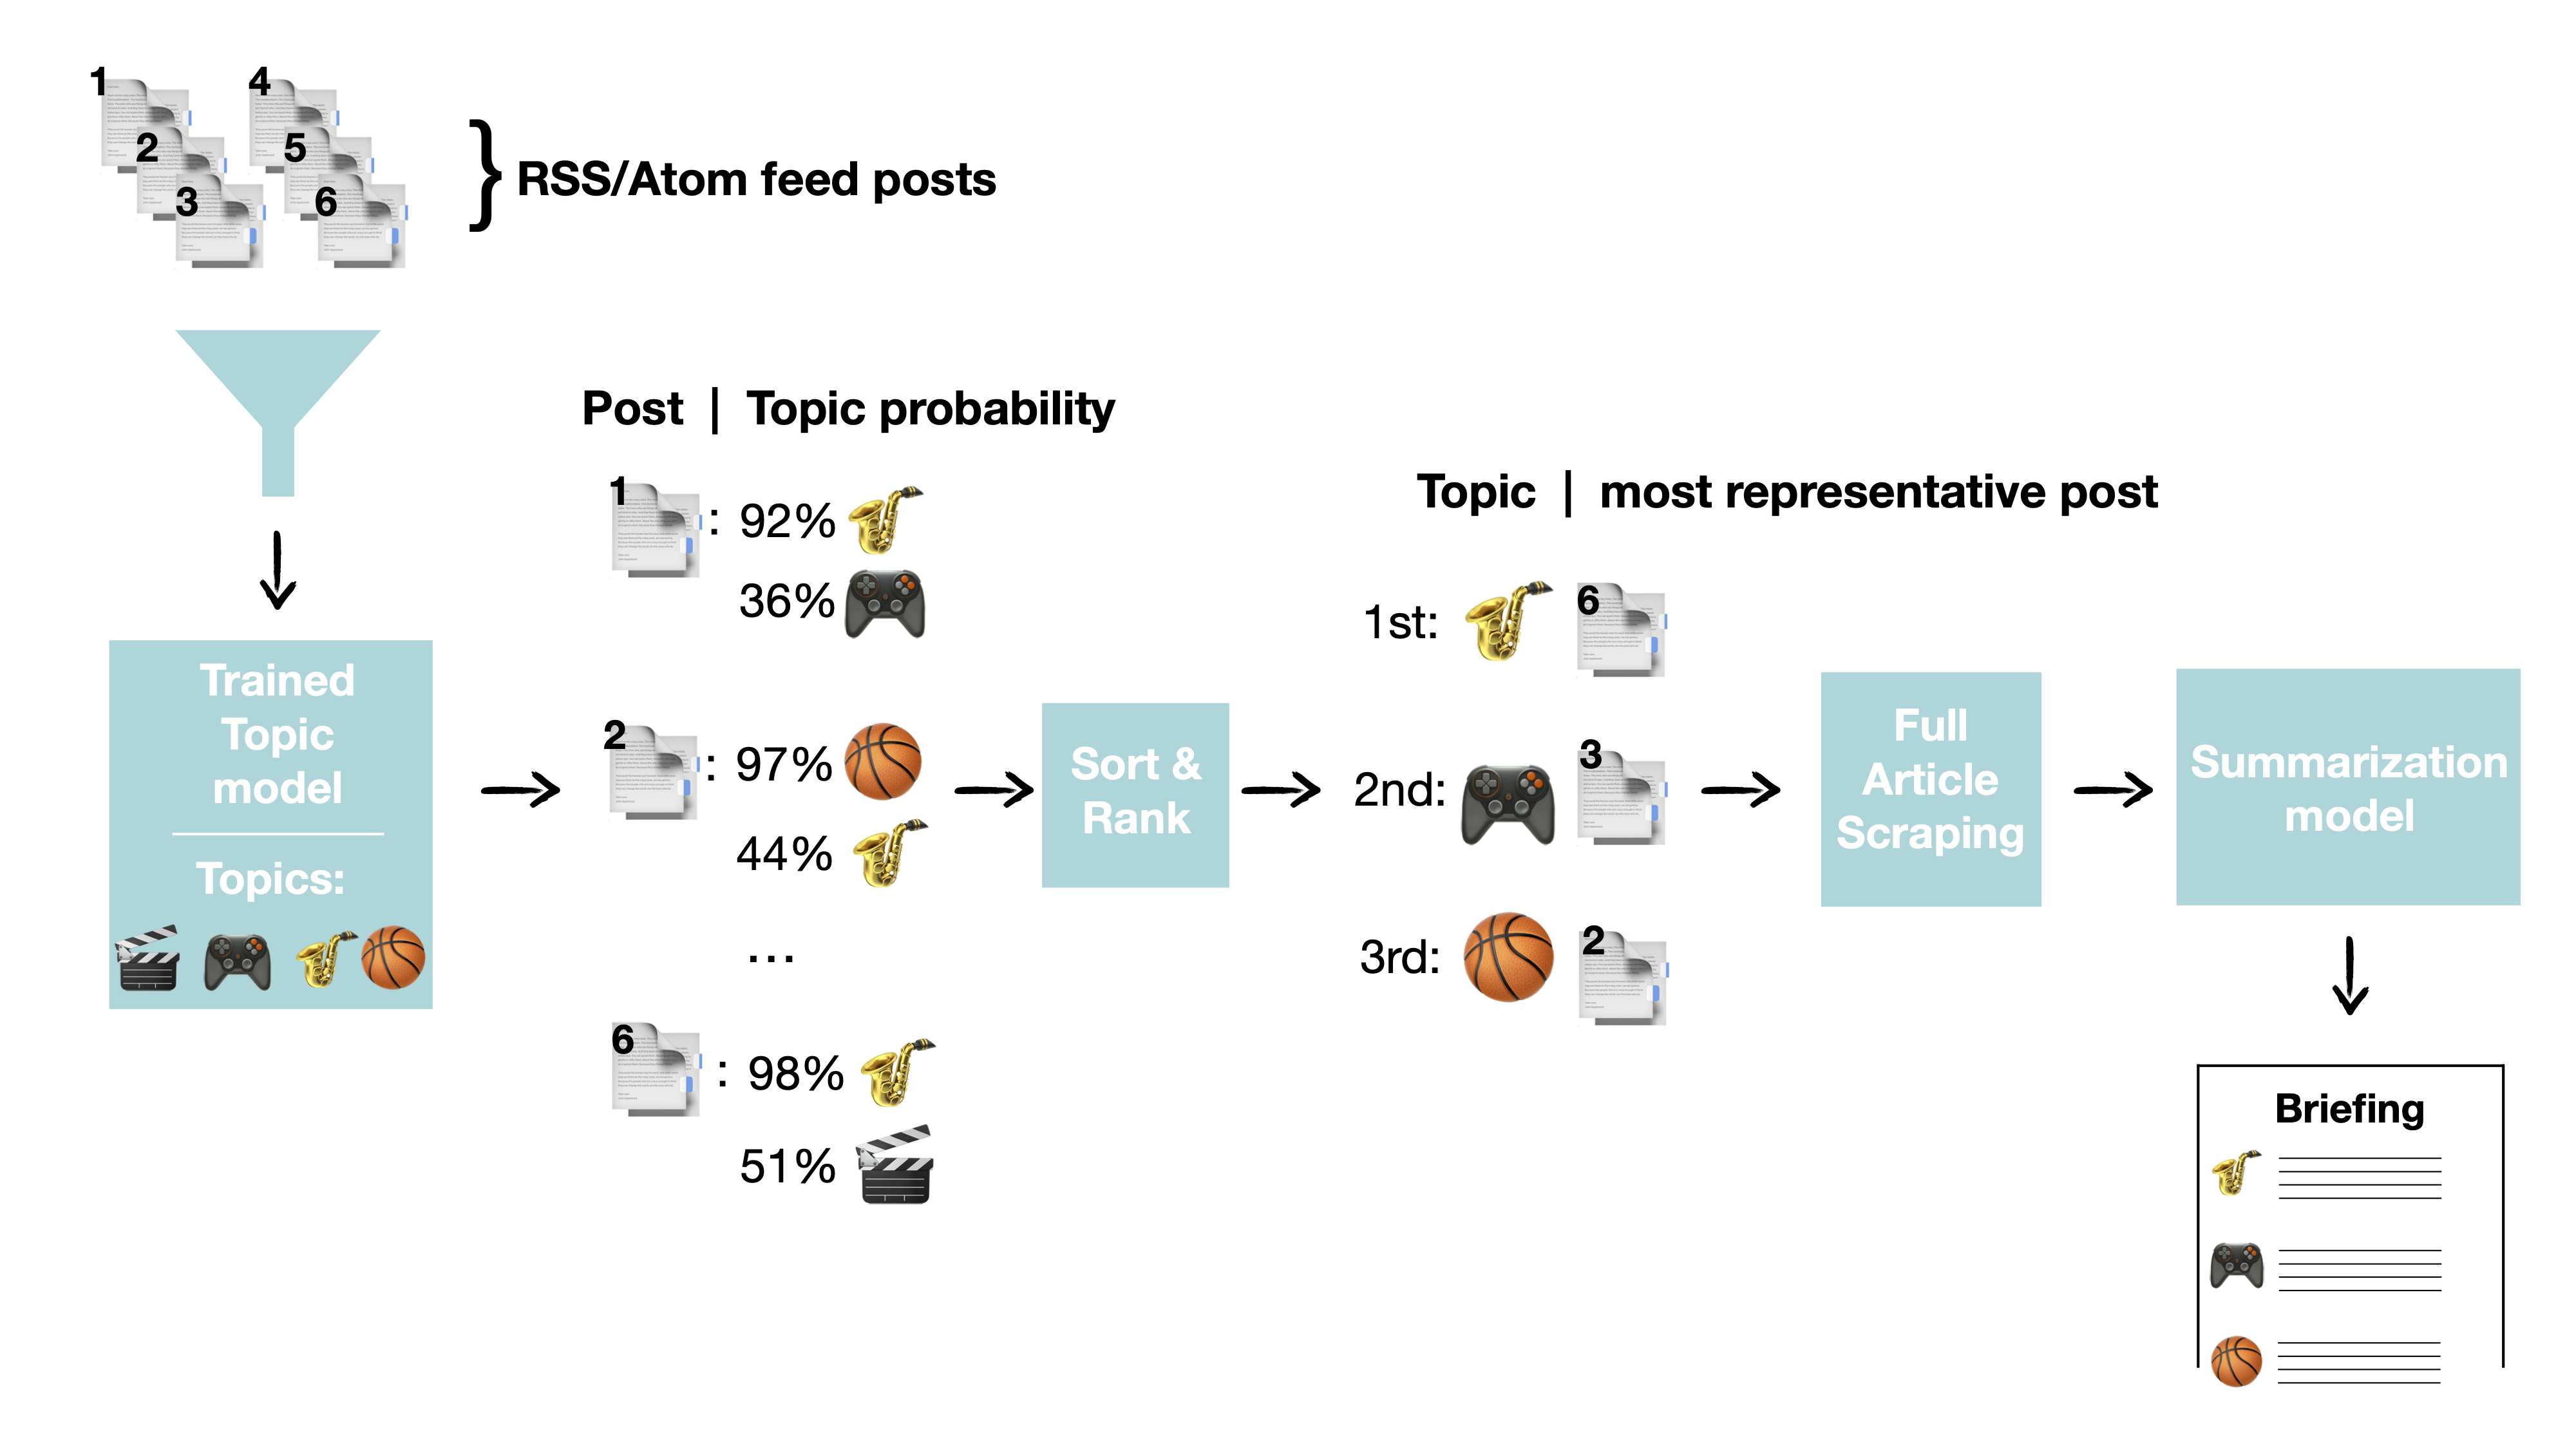 1
4
2
5
3
6
} RSS/Atom feed posts
Trained
Topic
model
Topics:
Post | Topic probability
1
: 92%
36%
2
: 97%
44%
...
6
: 98%
51%
Sort &
Rank
Topic | most representative post
1st:
6
2nd:
3
3rd:
2
Full
Article
Scraping
Summarization
model
Briefing